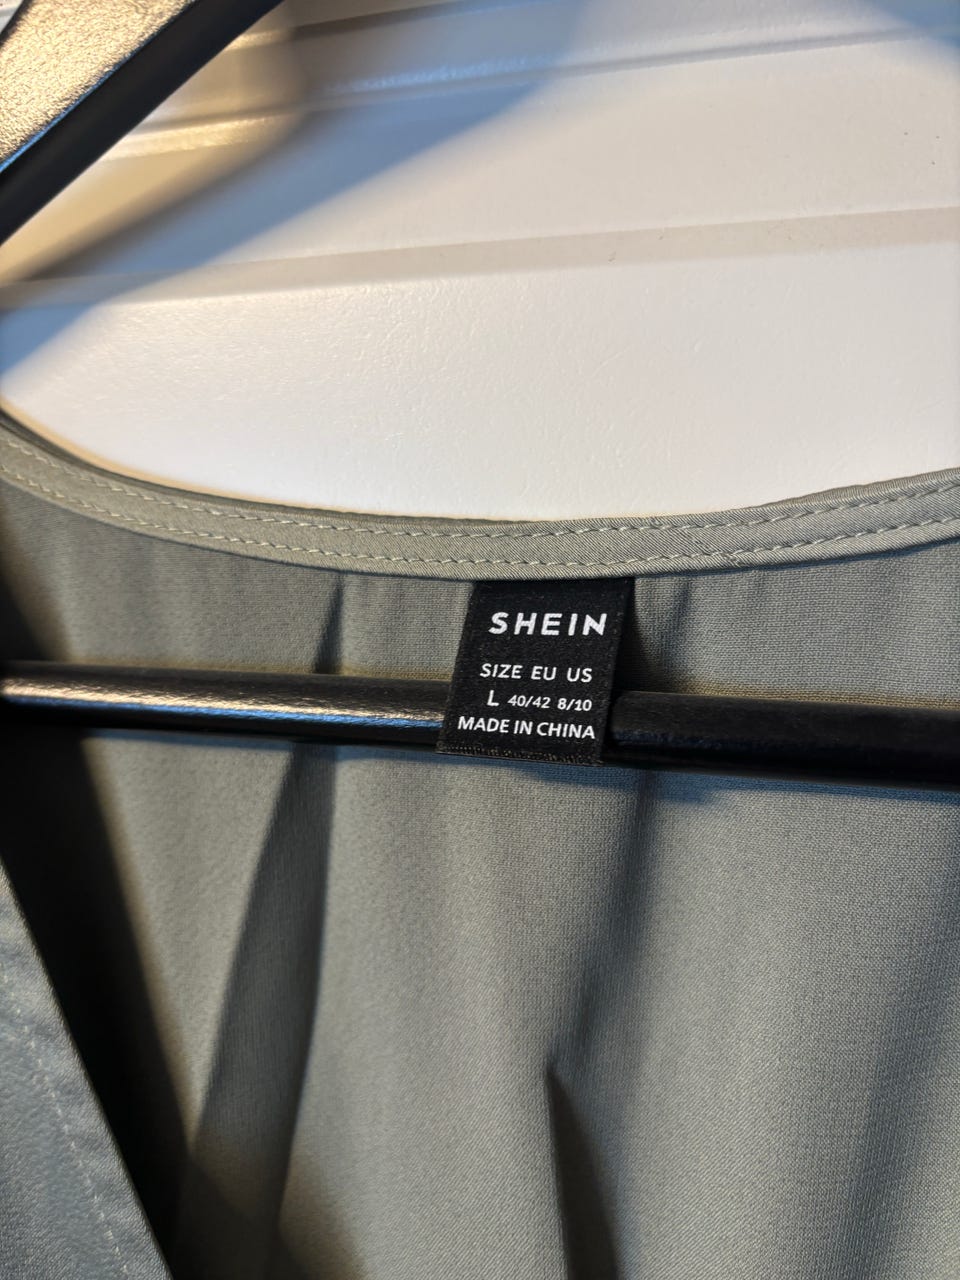 SHEIN
SIZE EU US
L 40/42 8/10
MADE IN CHINA